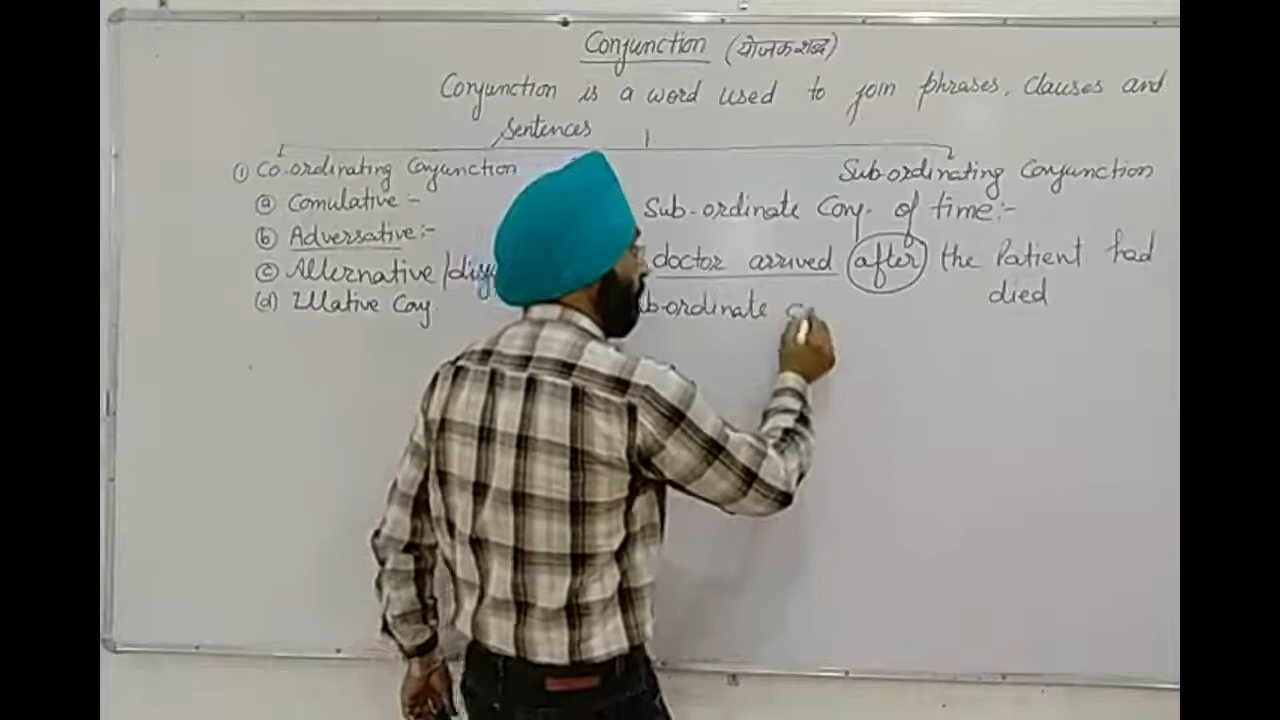 Conjunction (योजक शब्द)
Conjunction is a word used to join phrases, Clauses and
Sentences
① Co-ordinating Conjunction
ⓐ Comulative :-
ⓑ Adversative :-
ⓒ Alternative /
(d) Illative Conj.
Sub-ordinating Conjunction
Sub-ordinate Conj. of time :-
doctor arrived after the Patient had
died
b-ordinate